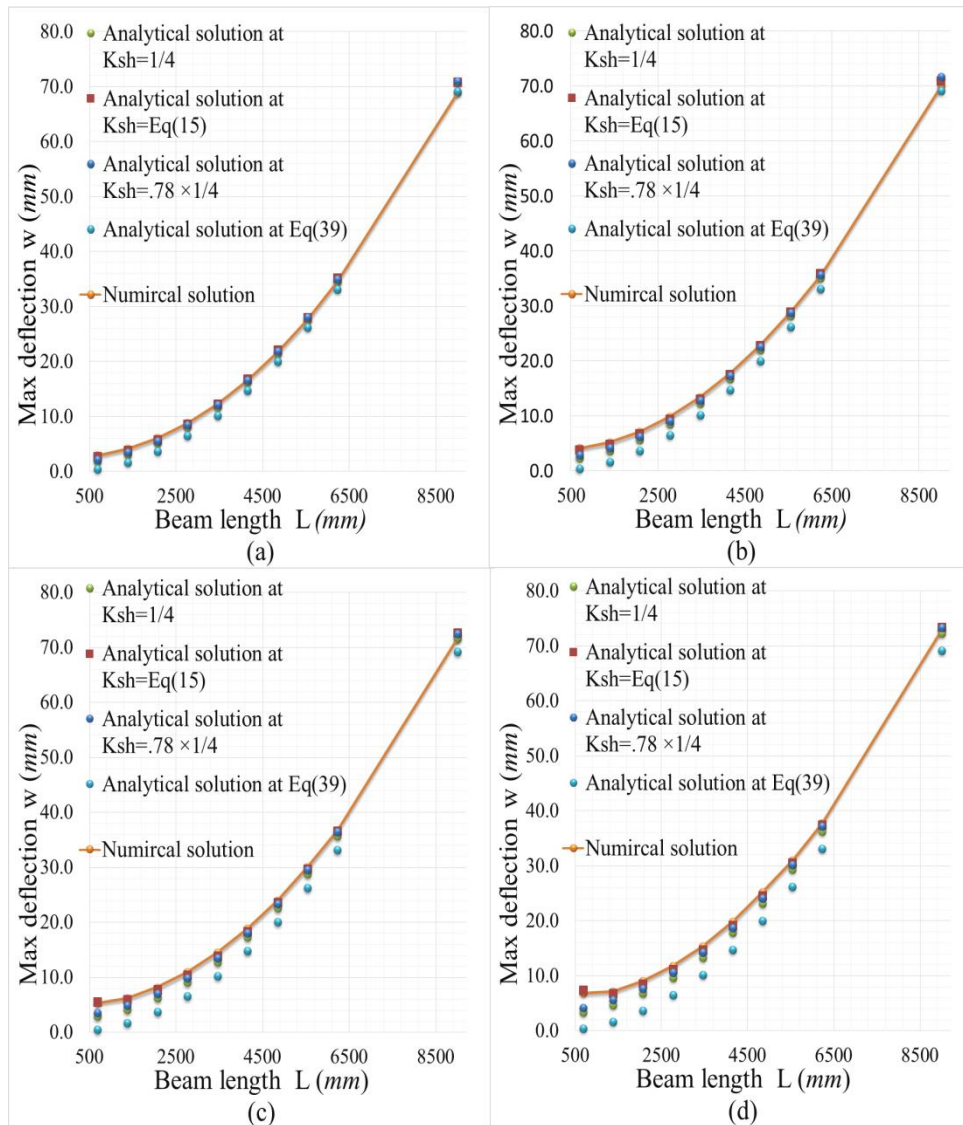 80.0
70.0
60.0
50.0
40.0
30.0
20.0
10.0
0.0
Max deflection w (mm)
Analytical solution at
Ksh=1/4
Analytical solution at
Ksh=Eq(15)
Analytical solution at
Ksh=.78 ×1/4
Analytical solution at Eq(39)
Numircal solution
500 2500 4500 6500 8500
Beam length L (mm)
(a)
80.0
70.0
60.0
50.0
40.0
30.0
20.0
10.0
0.0
Max deflection w (mm)
Analytical solution at
Ksh=1/4
Analytical solution at
Ksh=Eq(15)
Analytical solution at
Ksh=.78 ×1/4
Analytical solution at Eq(39)
Numircal solution
500 2500 4500 6500 8500
Beam length L (mm)
(b)
80.0
70.0
60.0
50.0
40.0
30.0
20.0
10.0
0.0
Max deflection w (mm)
Analytical solution at
Ksh=1/4
Analytical solution at
Ksh=Eq(15)
Analytical solution at
Ksh=.78 ×1/4
Analytical solution at Eq(39)
Numircal solution
500 2500 4500 6500 8500
Beam length L (mm)
(c)
80.0
70.0
60.0
50.0
40.0
30.0
20.0
10.0
0.0
Max deflection w (mm)
Analytical solution at
Ksh=1/4
Analytical solution at
Ksh=Eq(15)
Analytical solution at
Ksh=.78 ×1/4
Analytical solution at Eq(39)
Numircal solution
500 2500 4500 6500 8500
Beam length L (mm)
(d)